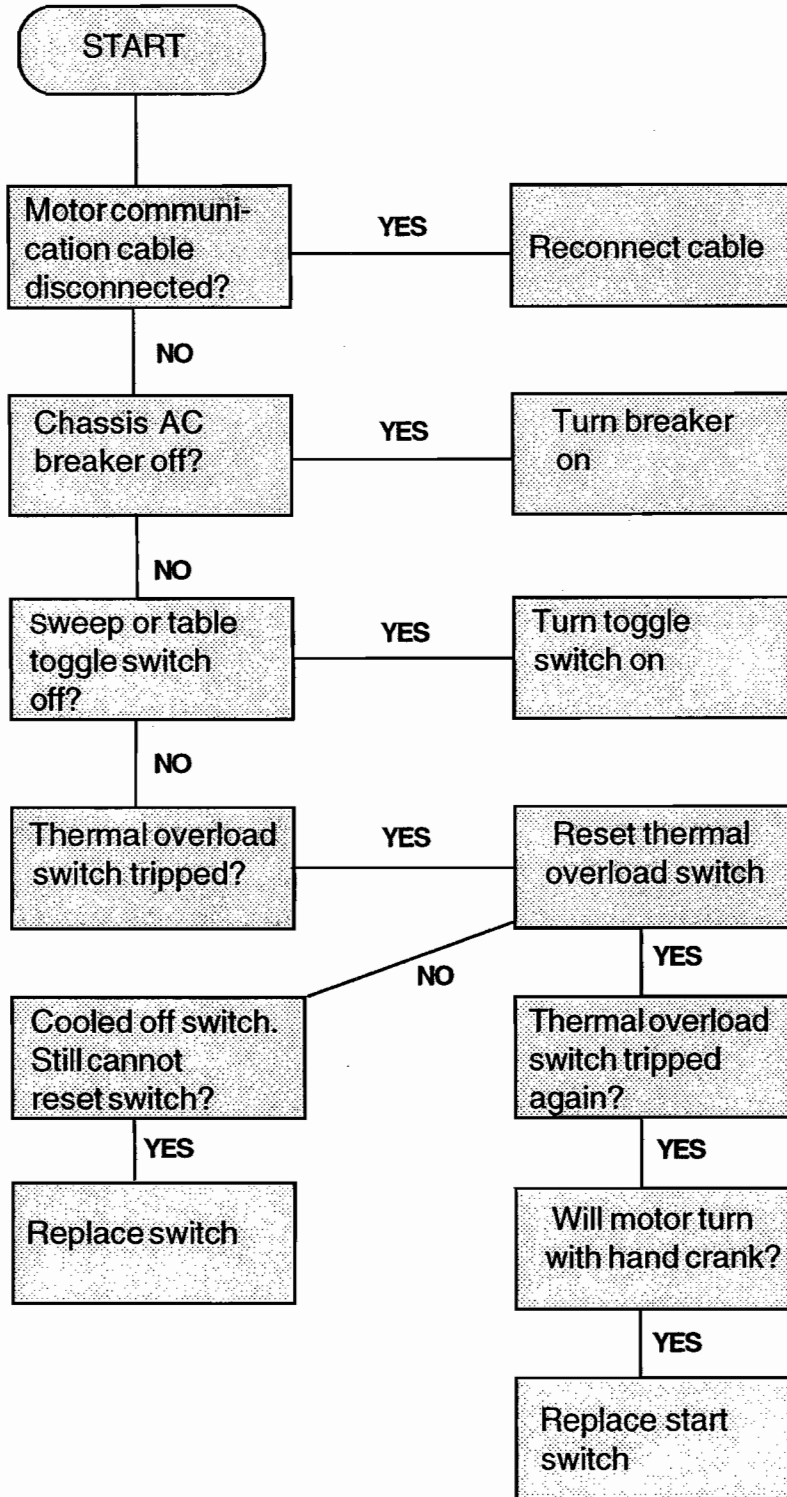 START
Motor communi-
cation cable
disconnected?
YES
Reconnect cable
NO
Chassis AC
breaker off?
YES
Turn breaker
on
NO
Sweep or table
toggle switch
off?
YES
Turn toggle
switch on
NO
Thermal overload
switch tripped?
YES
Reset thermal
overload switch
NO
YES
Cooled off switch.
Still cannot
reset switch?
Thermal overload
switch tripped
again?
YES
YES
Replace switch
Will motor turn
with hand crank?
YES
Replace start
switch